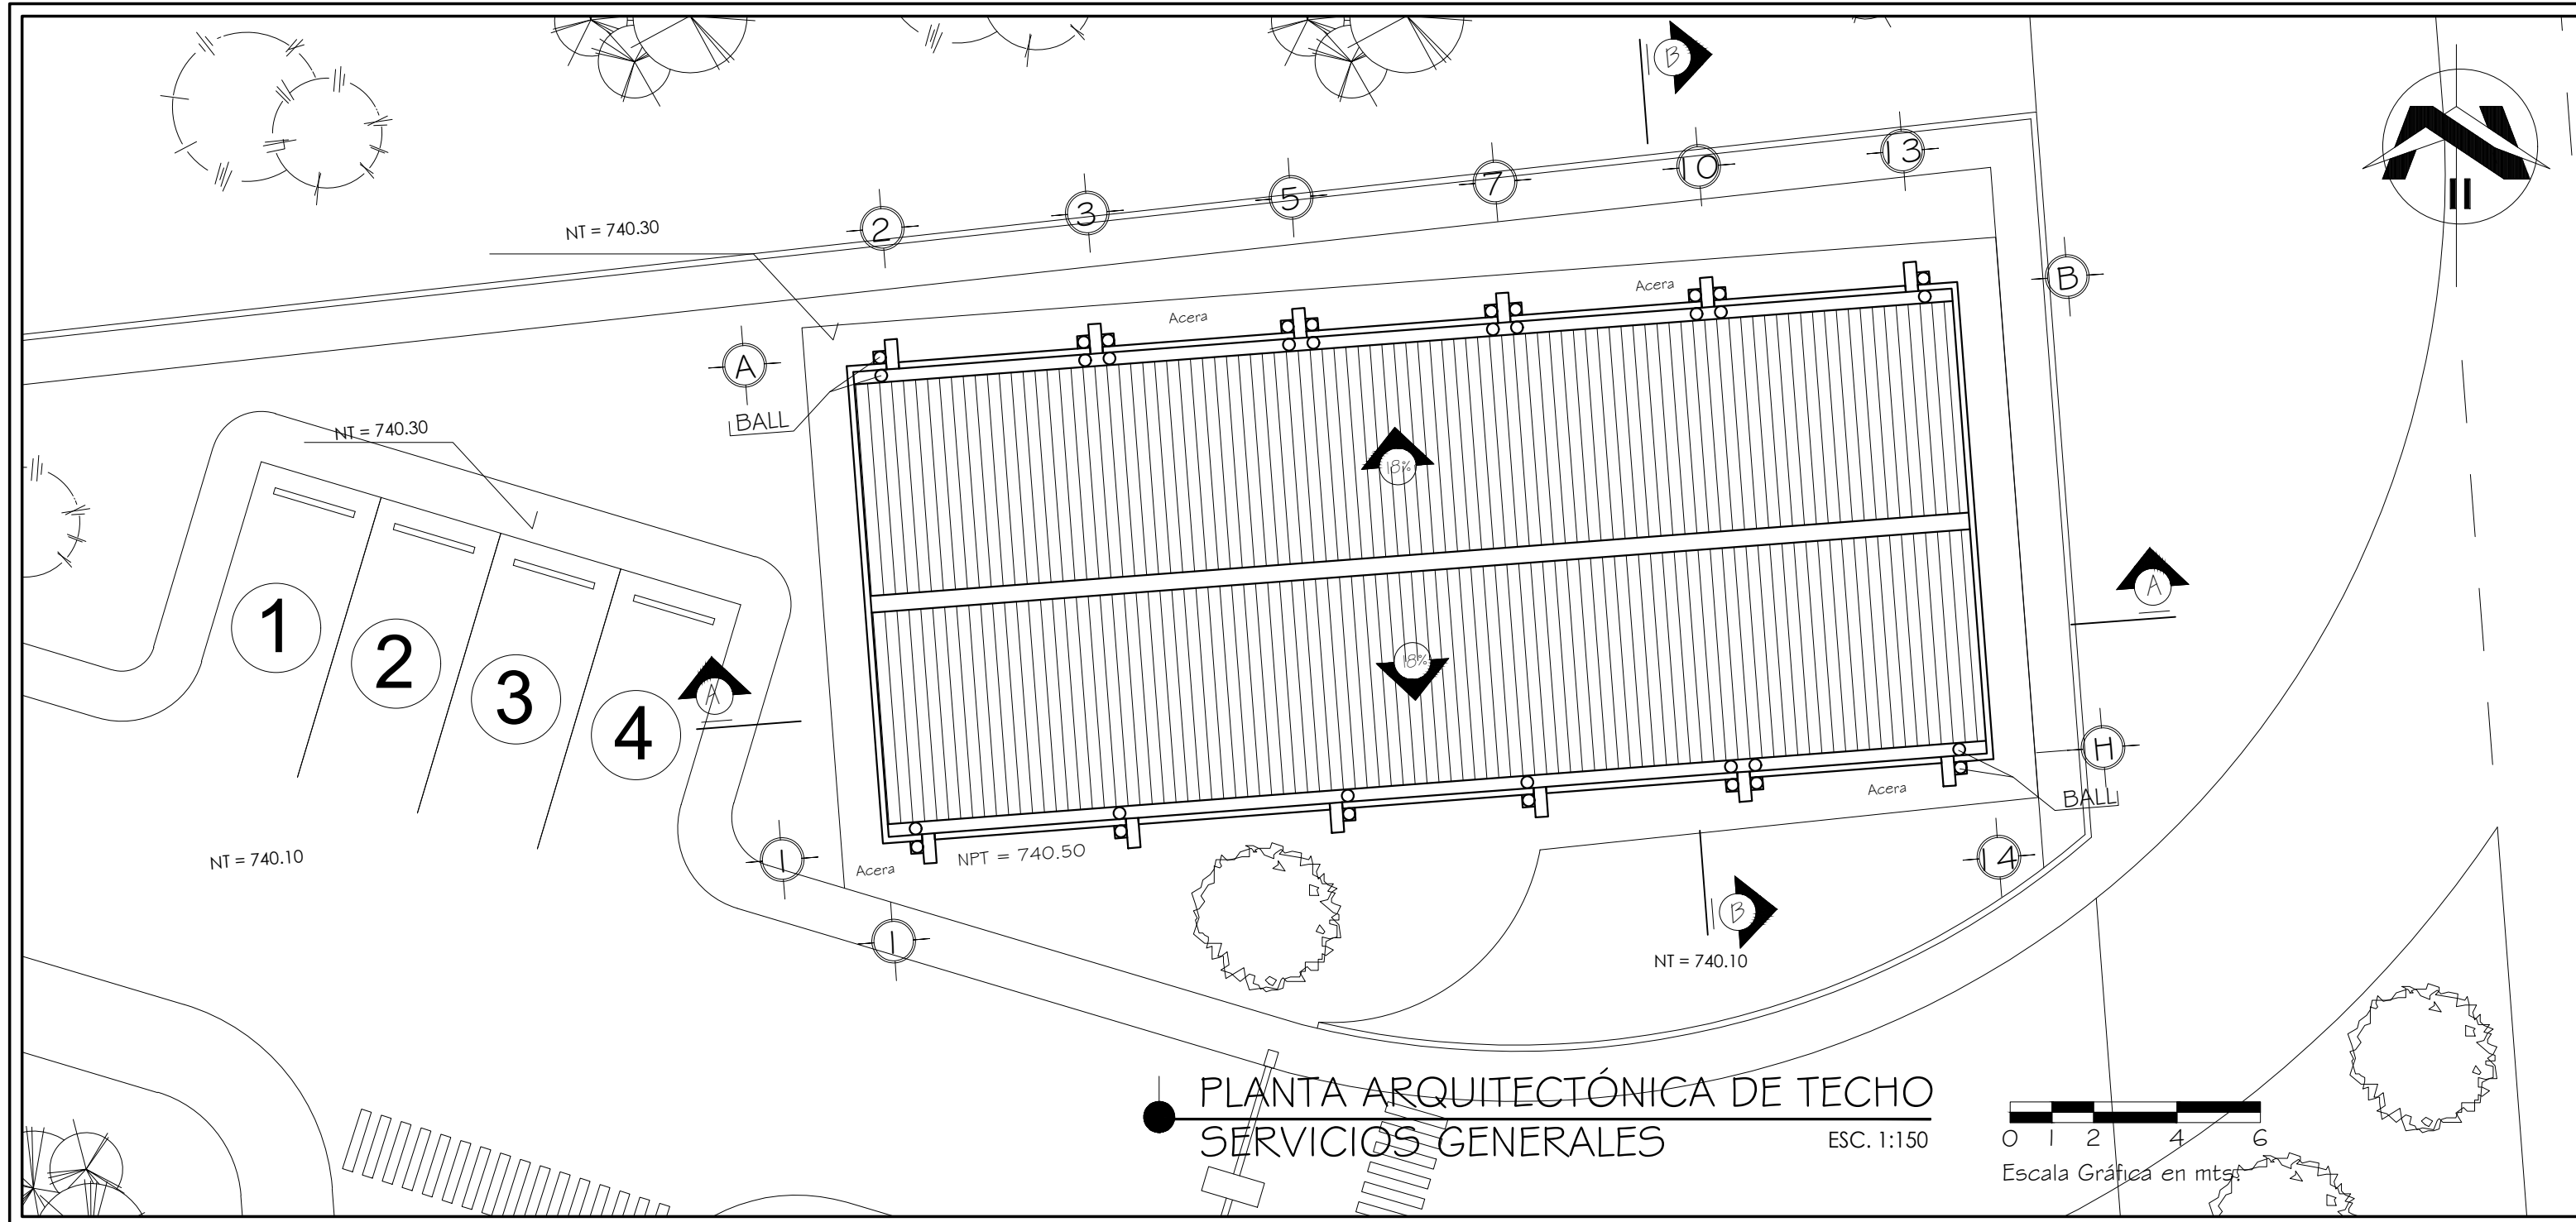 B
N
13
10
7
5
3
2
NT = 740.30
B
Acera
Acera
A
BALL
NT = 740.30
18%
A
1
2
3
4
A
18%
H
BALL
Acera
14
NT = 740.10
1
Acera
NPT = 740.50
B
1
NT = 740.10
PLANTA ARQUITECTÓNICA DE TECHO
SERVICIOS GENERALES
ESC. 1:150
0 1 2 4 6
Escala Gráfica en mts.